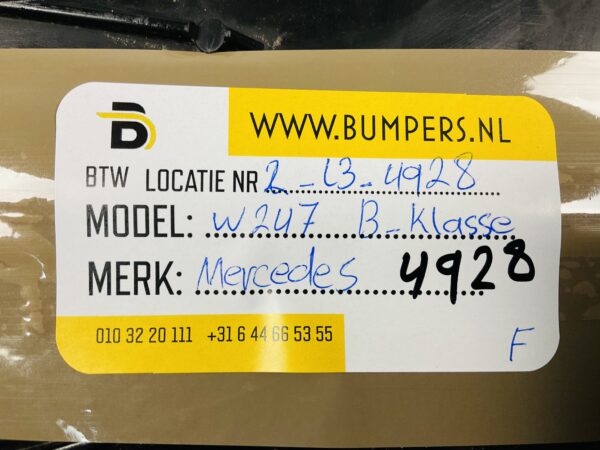 B
WWW.BUMPERS.NL
BTW LOCATIE NR 2-L3-4928
MODEL: W247 B-Klasse
MERK: Mercedes 4928
010 32 20 111 +31 6 44 66 53 55
F